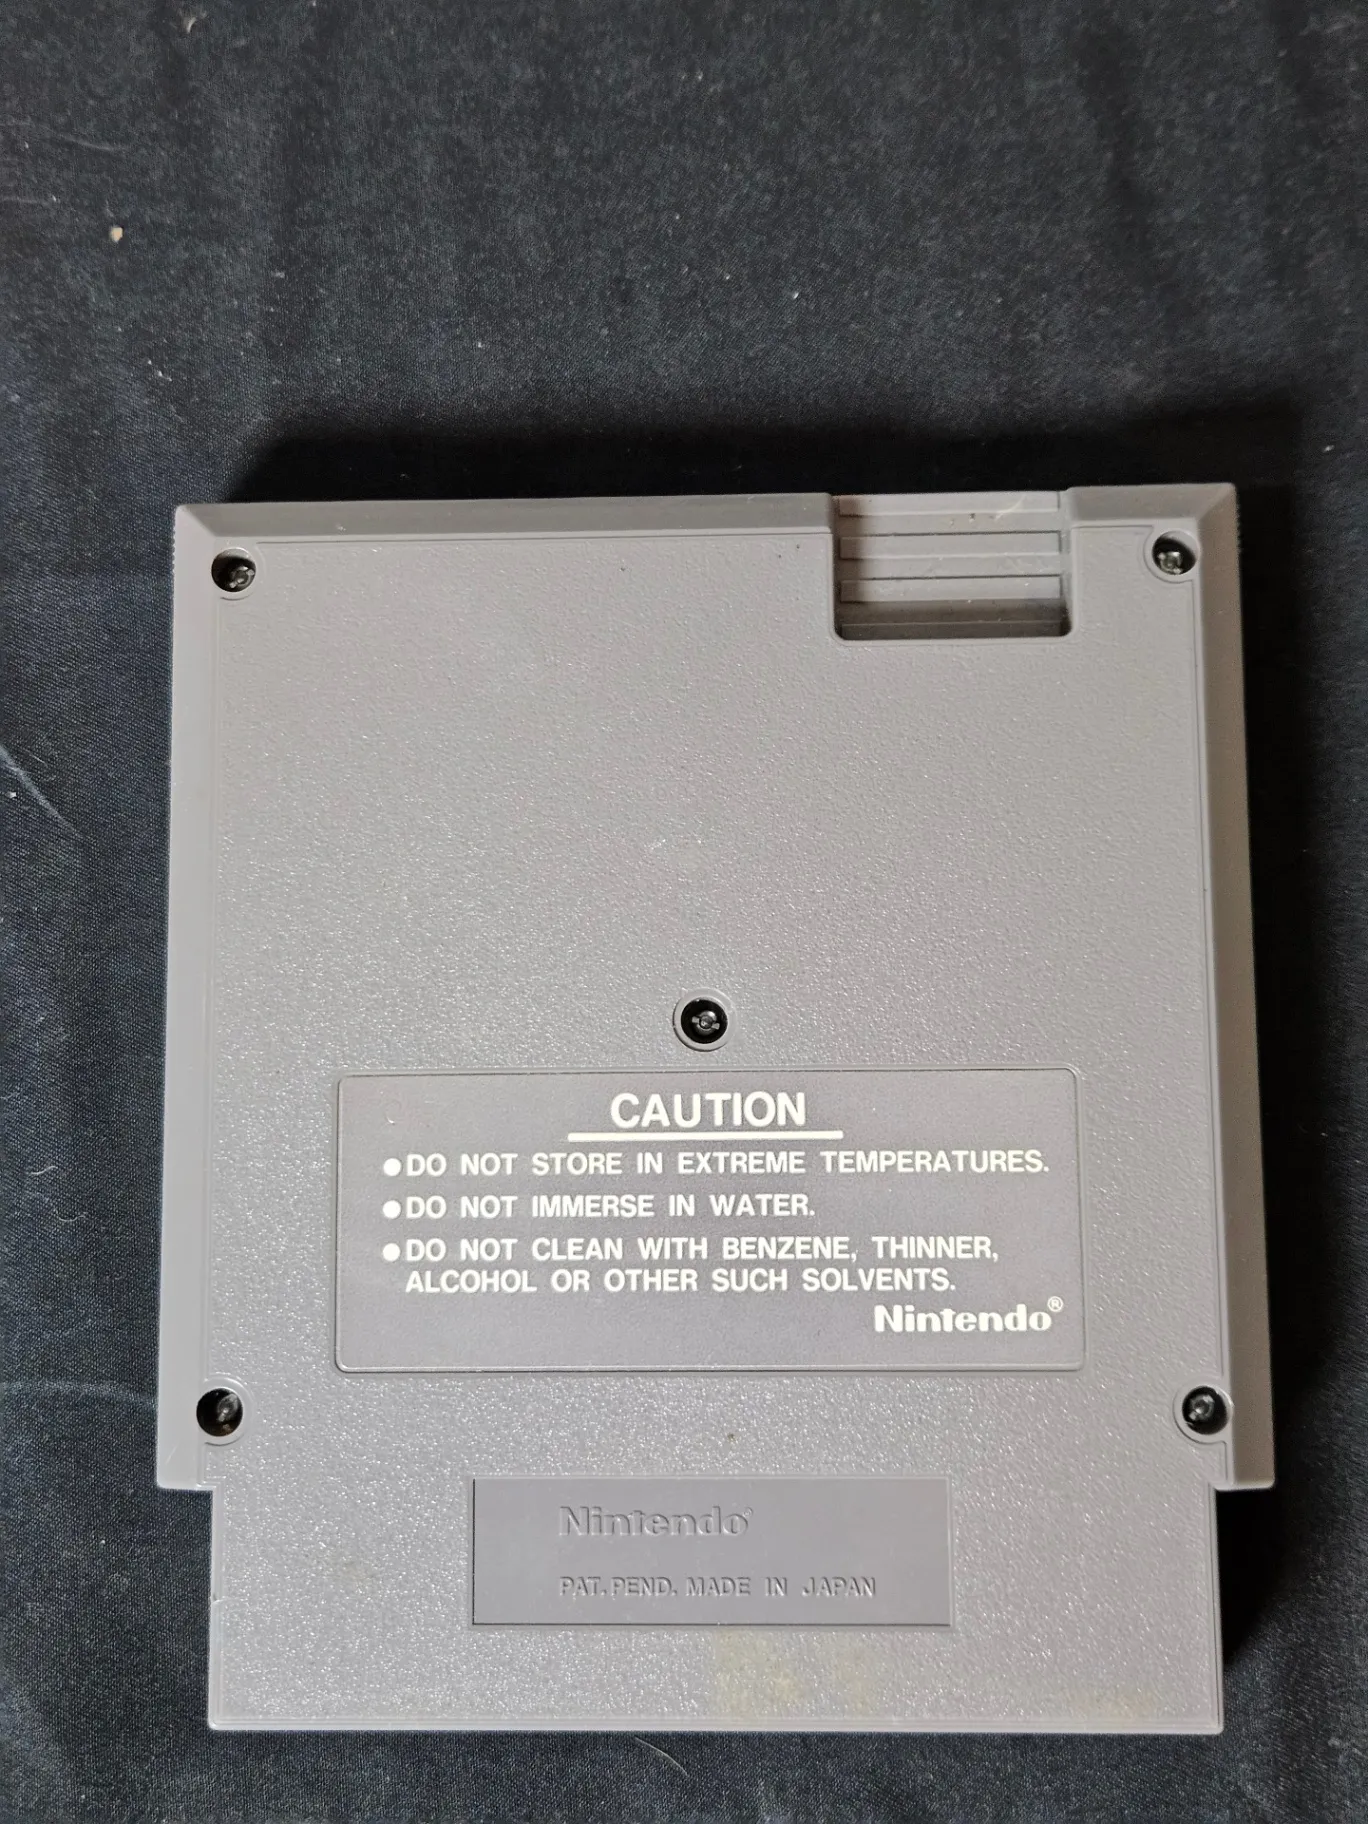 CAUTION
●DO NOT STORE IN EXTREME TEMPERATURES.
●DO NOT IMMERSE IN WATER.
●DO NOT CLEAN WITH BENZENE, THINNER,
ALCOHOL OR OTHER SUCH SOLVENTS.
Nintendo®
Nintendo®
PAT. PEND. MADE IN JAPAN